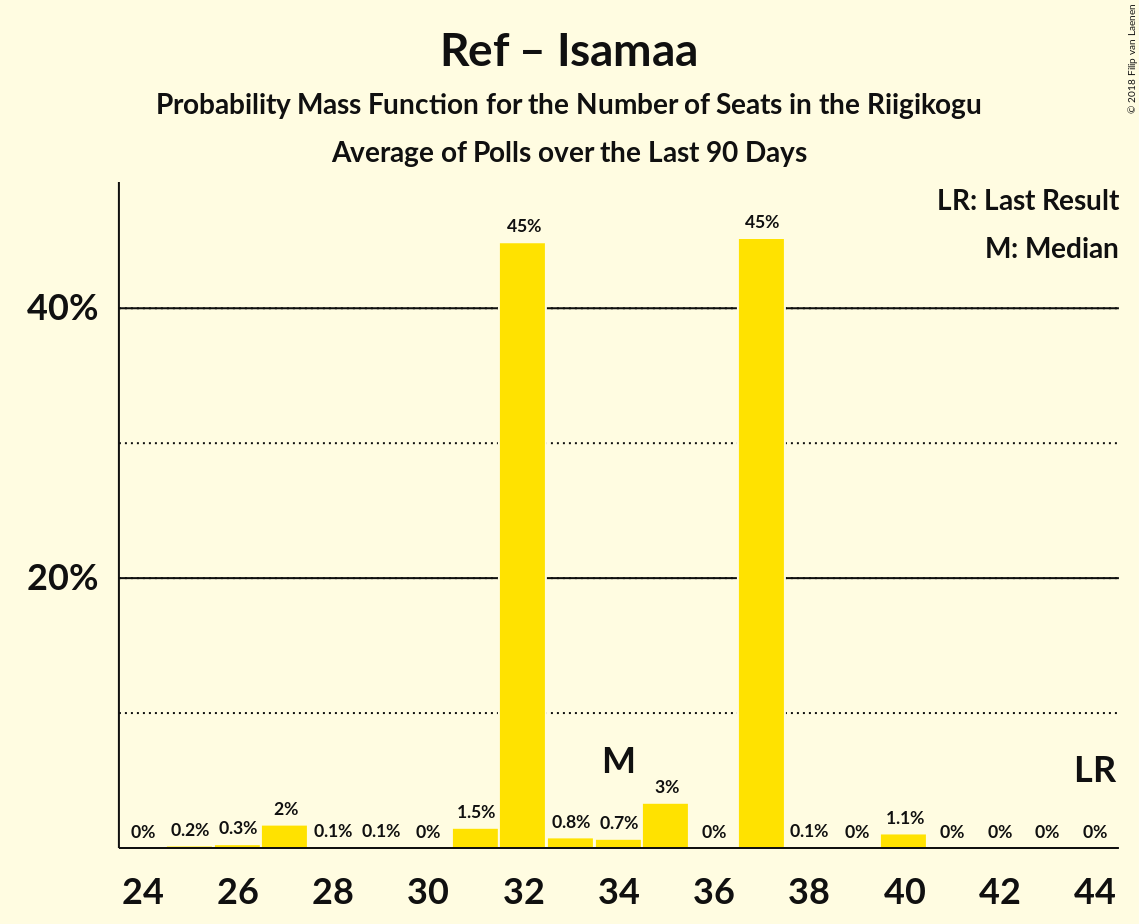 Ref – Isamaa
Probability Mass Function for the Number of Seats in the Riigikogu
Average of Polls over the Last 90 Days
© 2018 Filip van Laenen
LR: Last Result
M: Median
40%
20%
0% 0.2% 0.3% 2% 0.1% 0.1% 0% 1.5% 45% 0.8% 0.7% 3% 0% 45% 0.1% 0% 1.1% 0% 0% 0% 0%
M
LR
24 26 28 30 32 34 36 38 40 42 44